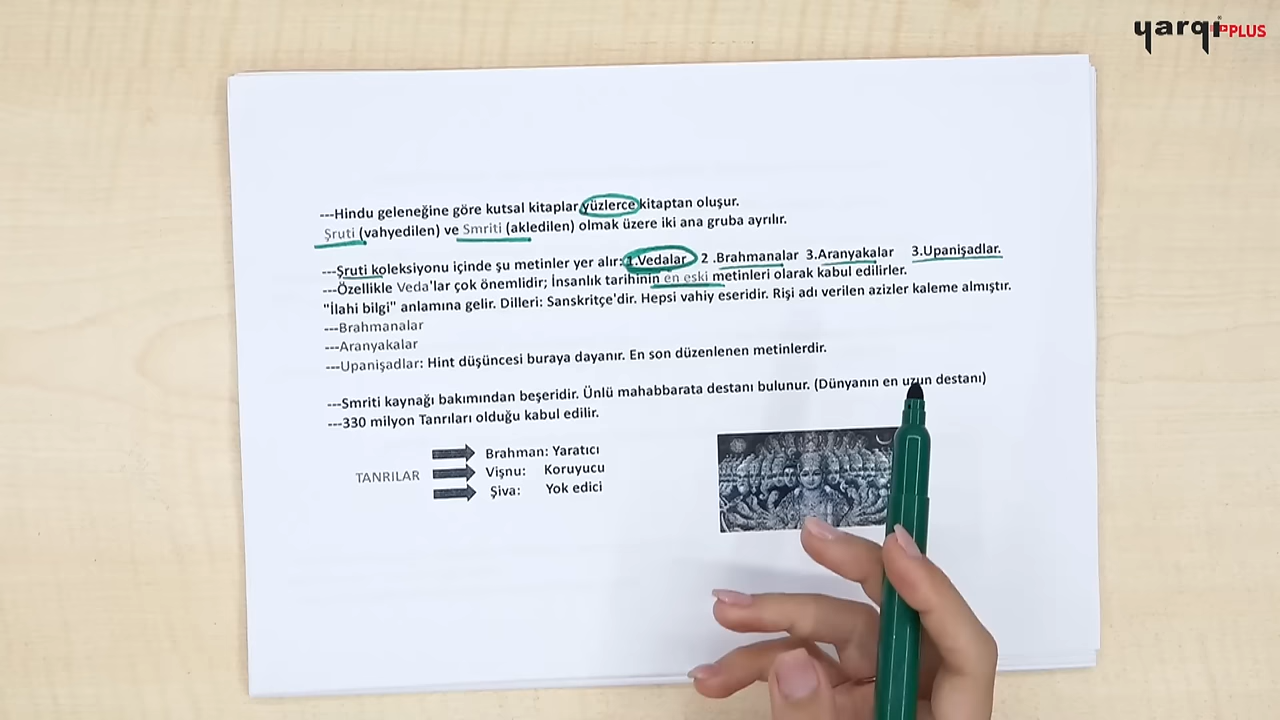 yarqi PLUS
---Hindu geleneğine göre kutsal kitaplar yüzlerce kitaptan oluşur.
Şruti (vahyedilen) ve Smriti (akledilen) olmak üzere iki ana gruba ayrılır.
---Şruti koleksiyonu içinde şu metinler yer alır: 1.Vedalar 2 .Brahmanalar 3.Aranyakalar 3.Upanişadlar.
---Özellikle Veda'lar çok önemlidir; İnsanlık tarihinin en eski metinleri olarak kabul edilirler.
"İlahi bilgi" anlamına gelir. Dilleri: Sanskritçe'dir. Hepsi vahiy eseridir. Rişi adı verilen azizler kaleme almıştır.
---Brahmanalar
---Aranyakalar
---Upanişadlar: Hint düşüncesi buraya dayanır. En son düzenlenen metinlerdir.
---Smriti kaynağı bakımından beşeridir. Ünlü mahabbarata destanı bulunur. (Dünyanın en uzun destanı)
---330 milyon Tanrıları olduğu kabul edilir.
TANRILAR
Brahman: Yaratıcı
Vişnu: Koruyucu
Şiva: Yok edici